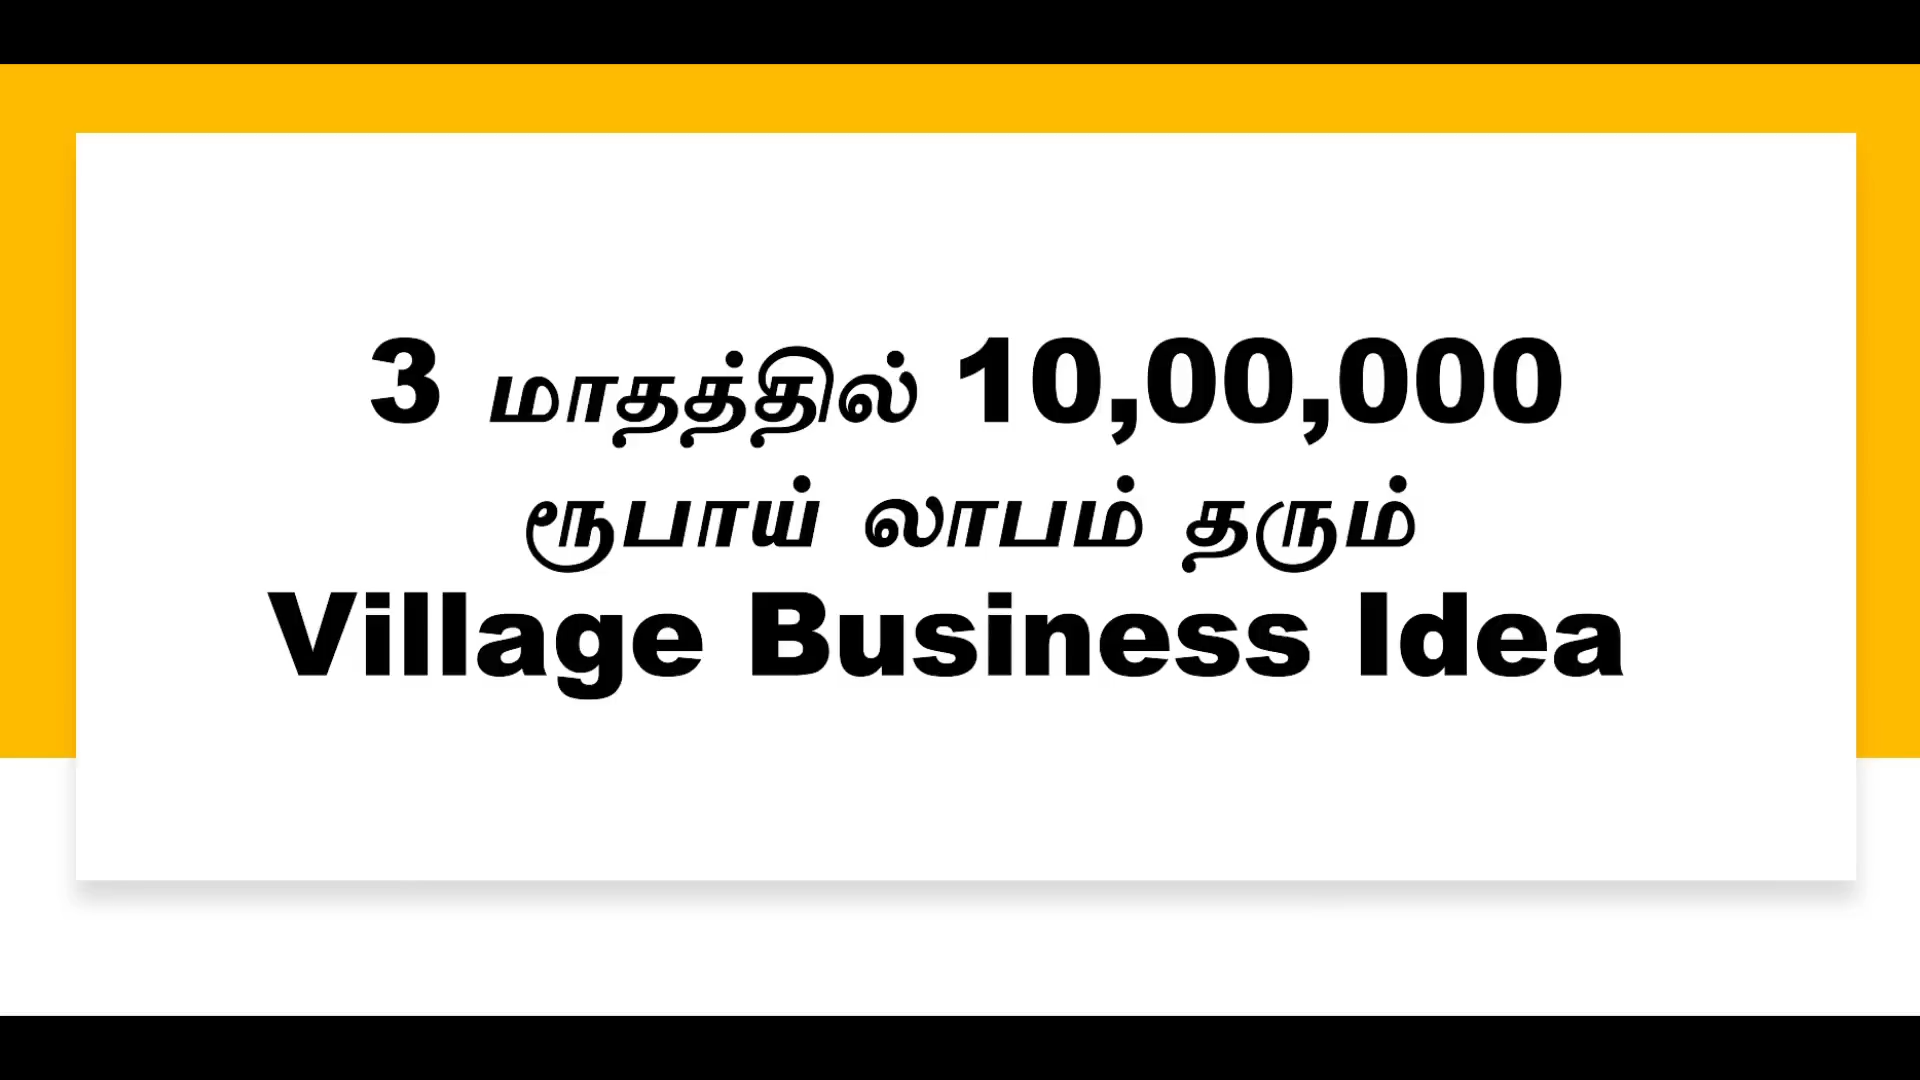 3 மாதத்தில் 10,00,000
ரூபாய் லாபம் தரும்
Village Business Idea